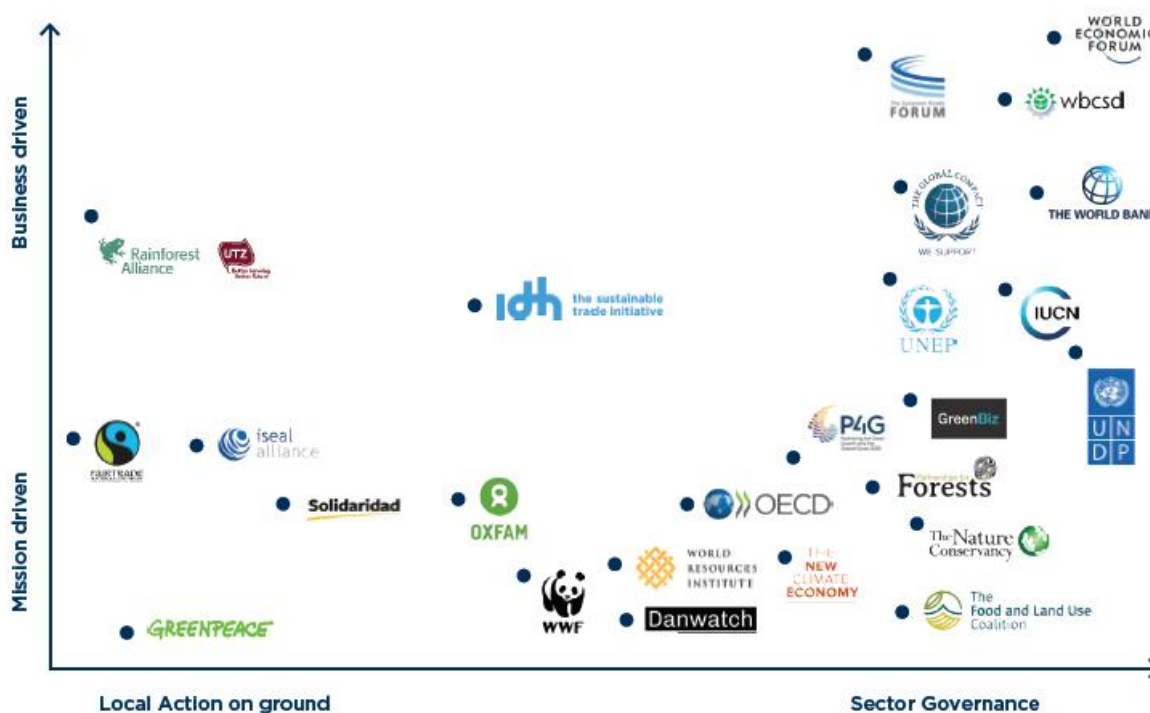 Business driven
Mission driven
WORLD
ECONOMIC
FORUM
FORUM
wbcsd
THE GLOBAL COMPACT
WE SUPPORT
THE WORLD BANK
Rainforest
Alliance
UTZ
idh the sustainable
trade initiative
UNEP
IUCN
U N
D P
P4G
GreenBiz
FAIRTRADE
iseal
alliance
Solidaridad
OXFAM
OECD
Forests
The Nature
Conservancy
WORLD
RESOURCES
INSTITUTE
THE
NEW
CLIMATE
ECONOMY
WWF
Danwatch
The
Food and Land Use
Coalition
GREENPEACE
Local Action on ground
Sector Governance